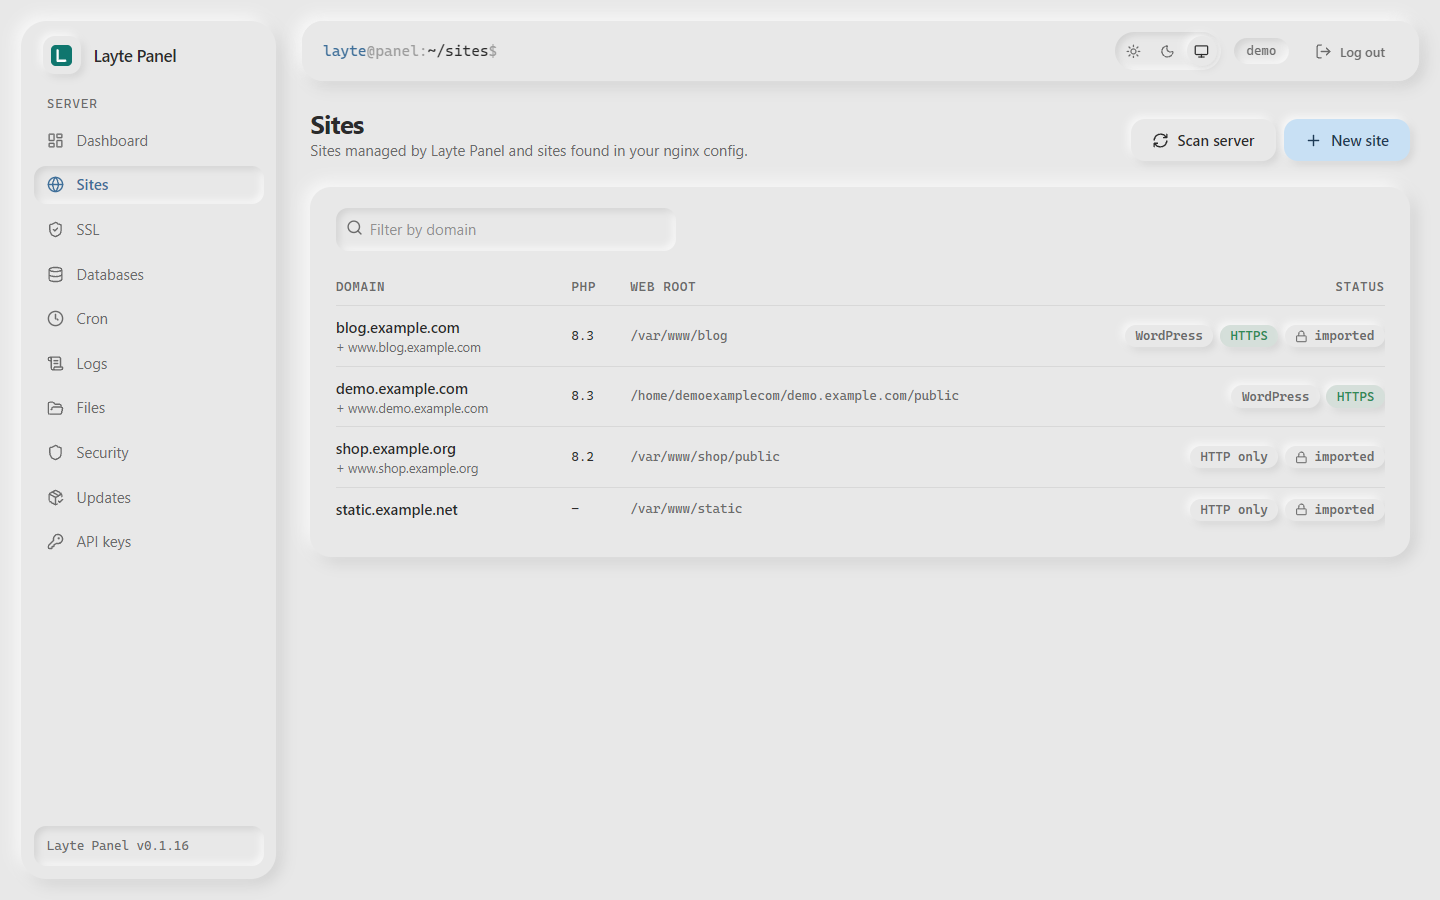 Layte Panel
SERVER
Dashboard
Sites
SSL
Databases
Cron
Logs
Files
Security
Updates
API keys
Layte Panel v0.1.16
layte@panel:~/sites$
demo
Log out
Sites
Sites managed by Layte Panel and sites found in your nginx config.
Scan server
New site
Filter by domain
DOMAIN PHP WEB ROOT STATUS
blog.example.com 8.3 /var/www/blog WordPress HTTPS imported
+ www.blog.example.com
demo.example.com 8.3 /home/demoexamplecom/demo.example.com/public WordPress HTTPS
+ www.demo.example.com
shop.example.org 8.2 /var/www/shop/public HTTP only imported
+ www.shop.example.org
static.example.net – /var/www/static HTTP only imported